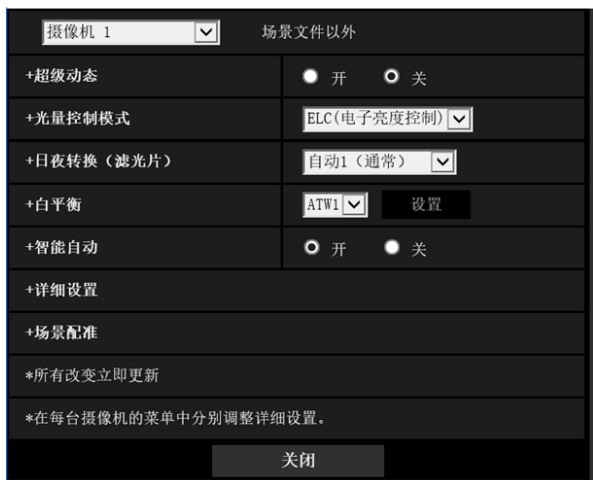 摄像机 1 场景文件以外
+超级动态 开 关
+光量控制模式 ELC(电子亮度控制)
+日夜转换（滤光片） 自动1（通常）
+白平衡 ATW1 设置
+智能自动 开 关
+详细设置
+场景配准
*所有改变立即更新
*在每台摄像机的菜单中分别调整详细设置。
关闭